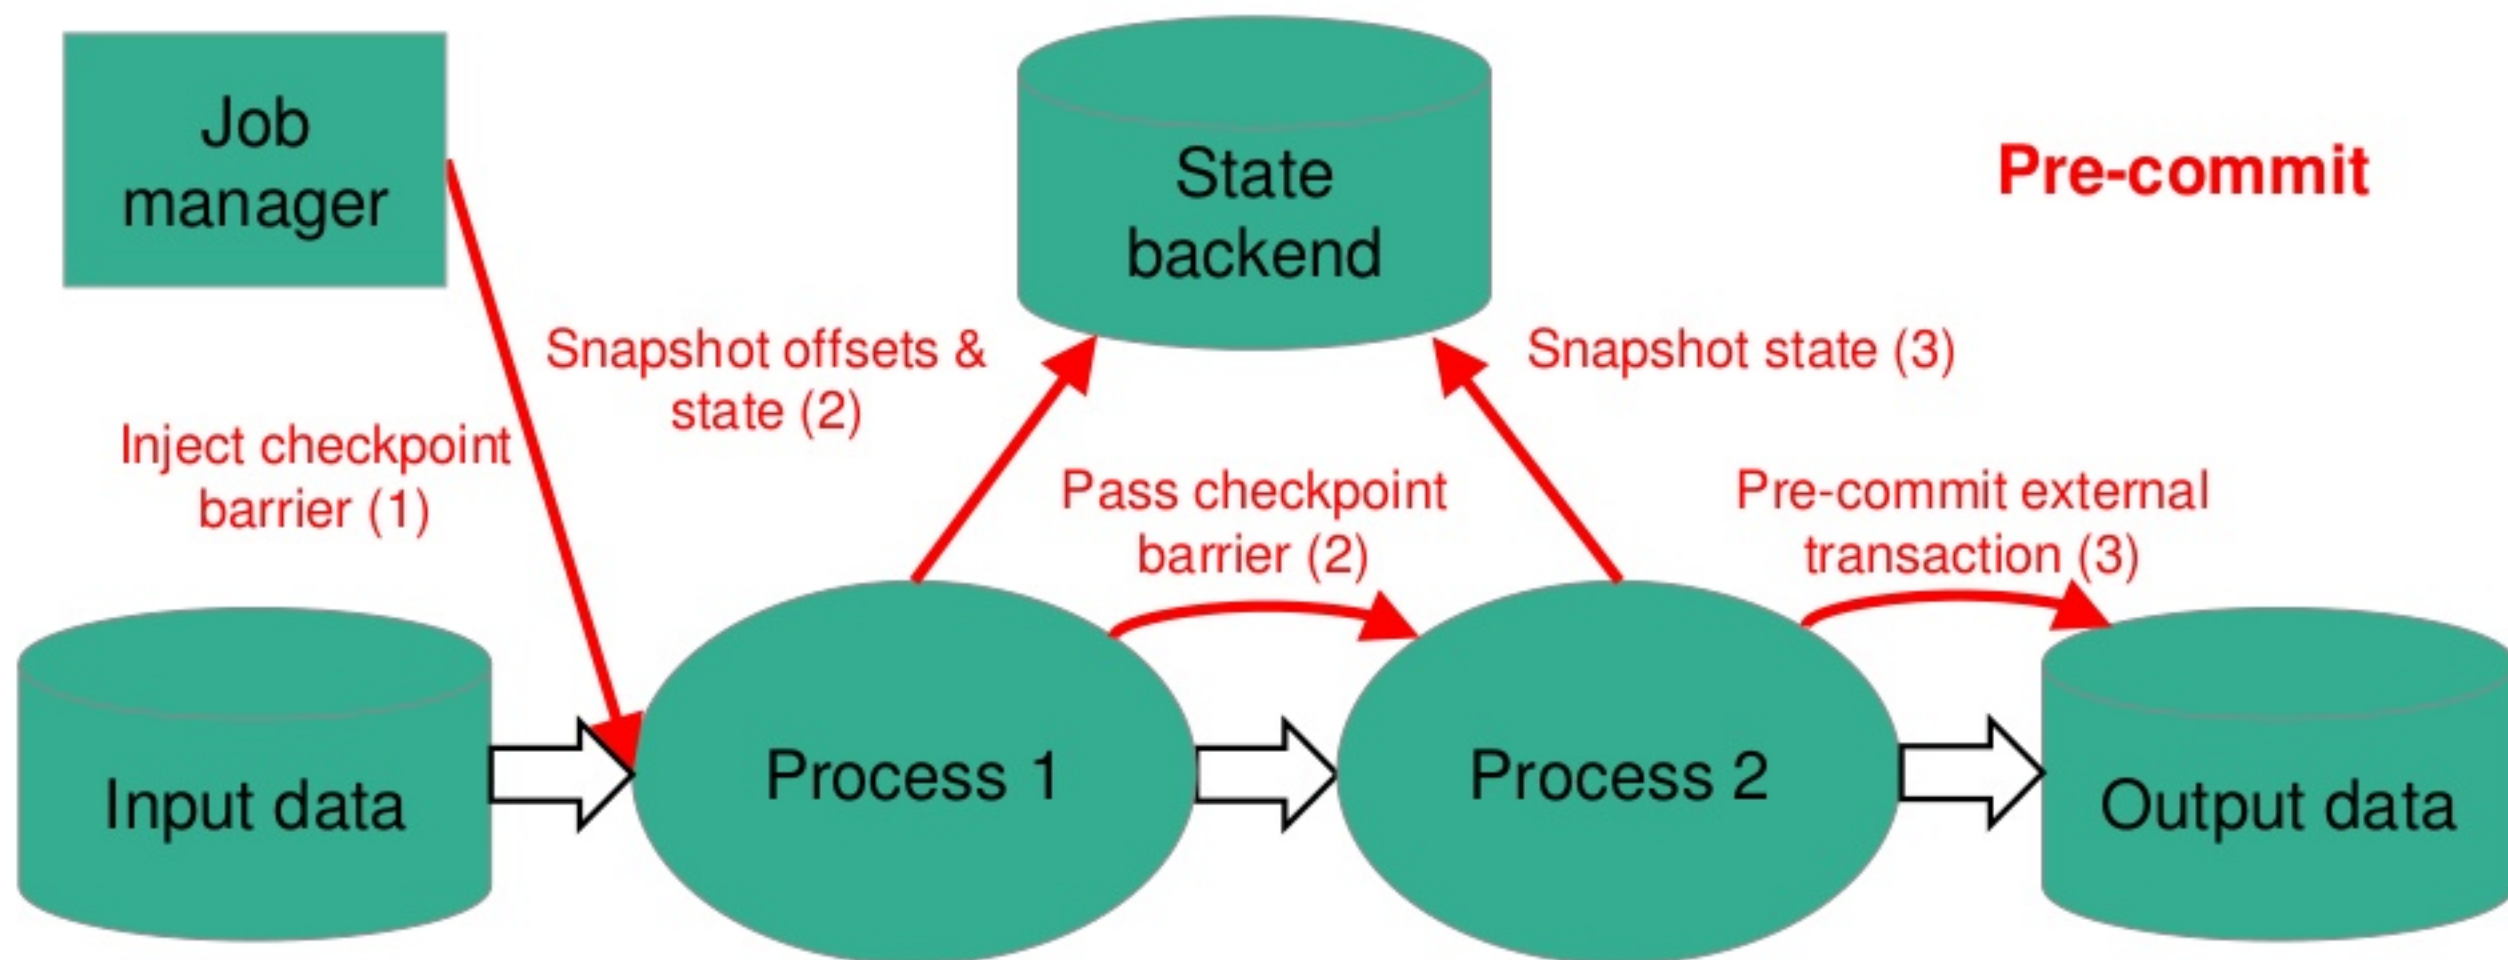 Job
manager
State
backend
Pre-commit
Snapshot offsets &
state (2)
Snapshot state (3)
Inject checkpoint
barrier (1)
Pass checkpoint
barrier (2)
Pre-commit external
transaction (3)
Input data
Process 1
Process 2
Output data